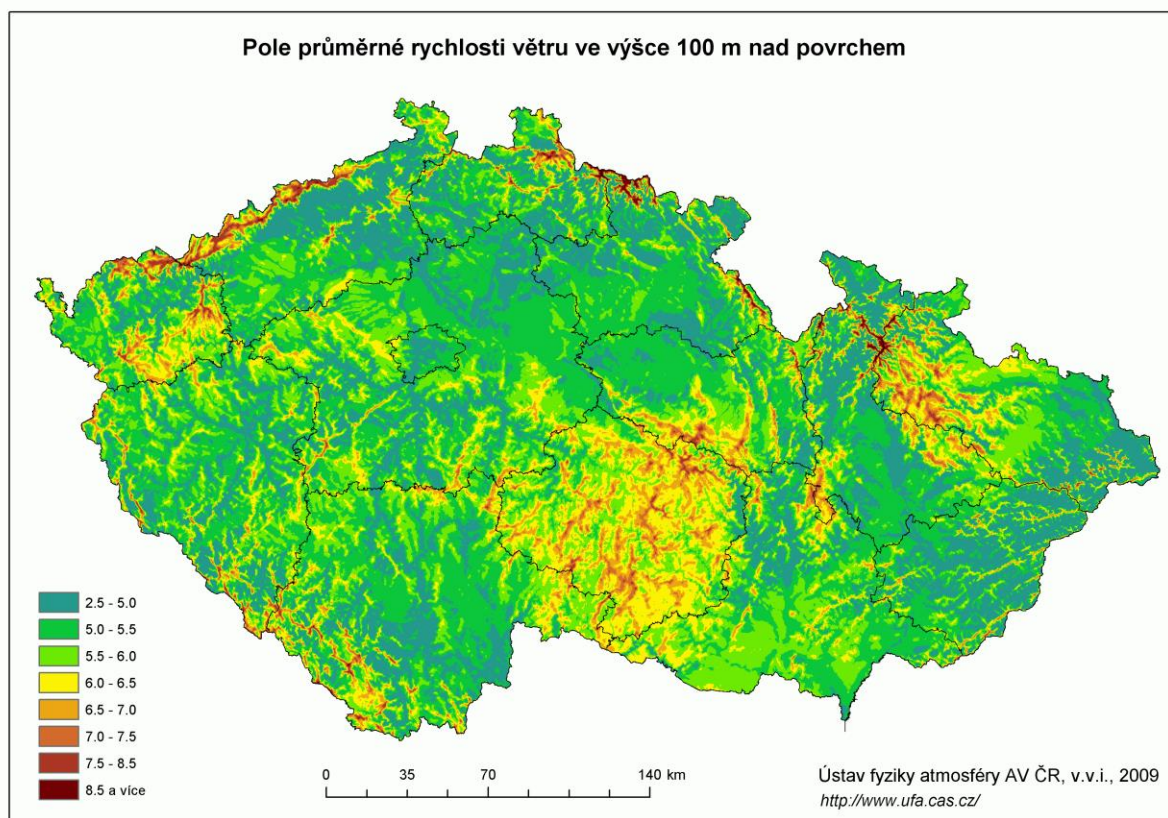 Pole průměrné rychlosti větru ve výšce 100 m nad povrchem
2.5 - 5.0
5.0 - 5.5
5.5 - 6.0
6.0 - 6.5
6.5 - 7.0
7.0 - 7.5
7.5 - 8.5
8.5 a více
0 35 70 140 km
Ústav fyziky atmosféry AV ČR, v.v.i., 2009
http://www.ufa.cas.cz/